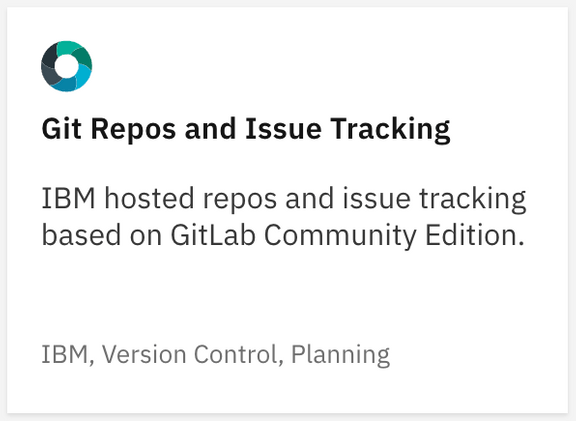 Git Repos and Issue Tracking
IBM hosted repos and issue tracking
based on GitLab Community Edition.
IBM, Version Control, Planning